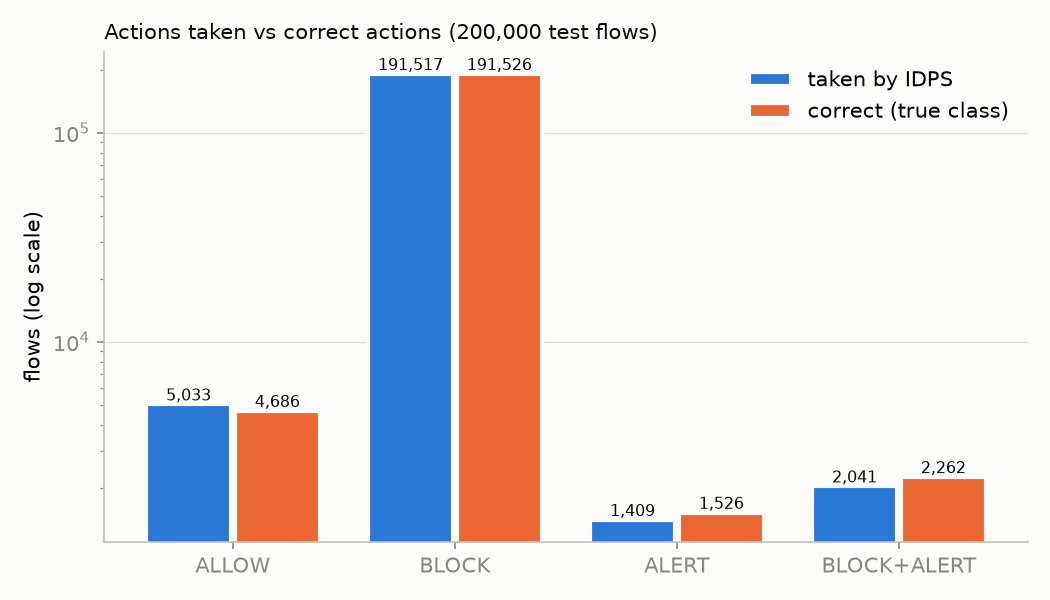 Actions taken vs correct actions (200,000 test flows)
taken by IDPS
correct (true class)
flows (log scale)
10^5
10^4
5,033
4,686
191,517
191,526
1,409
1,526
2,041
2,262
ALLOW
BLOCK
ALERT
BLOCK+ALERT